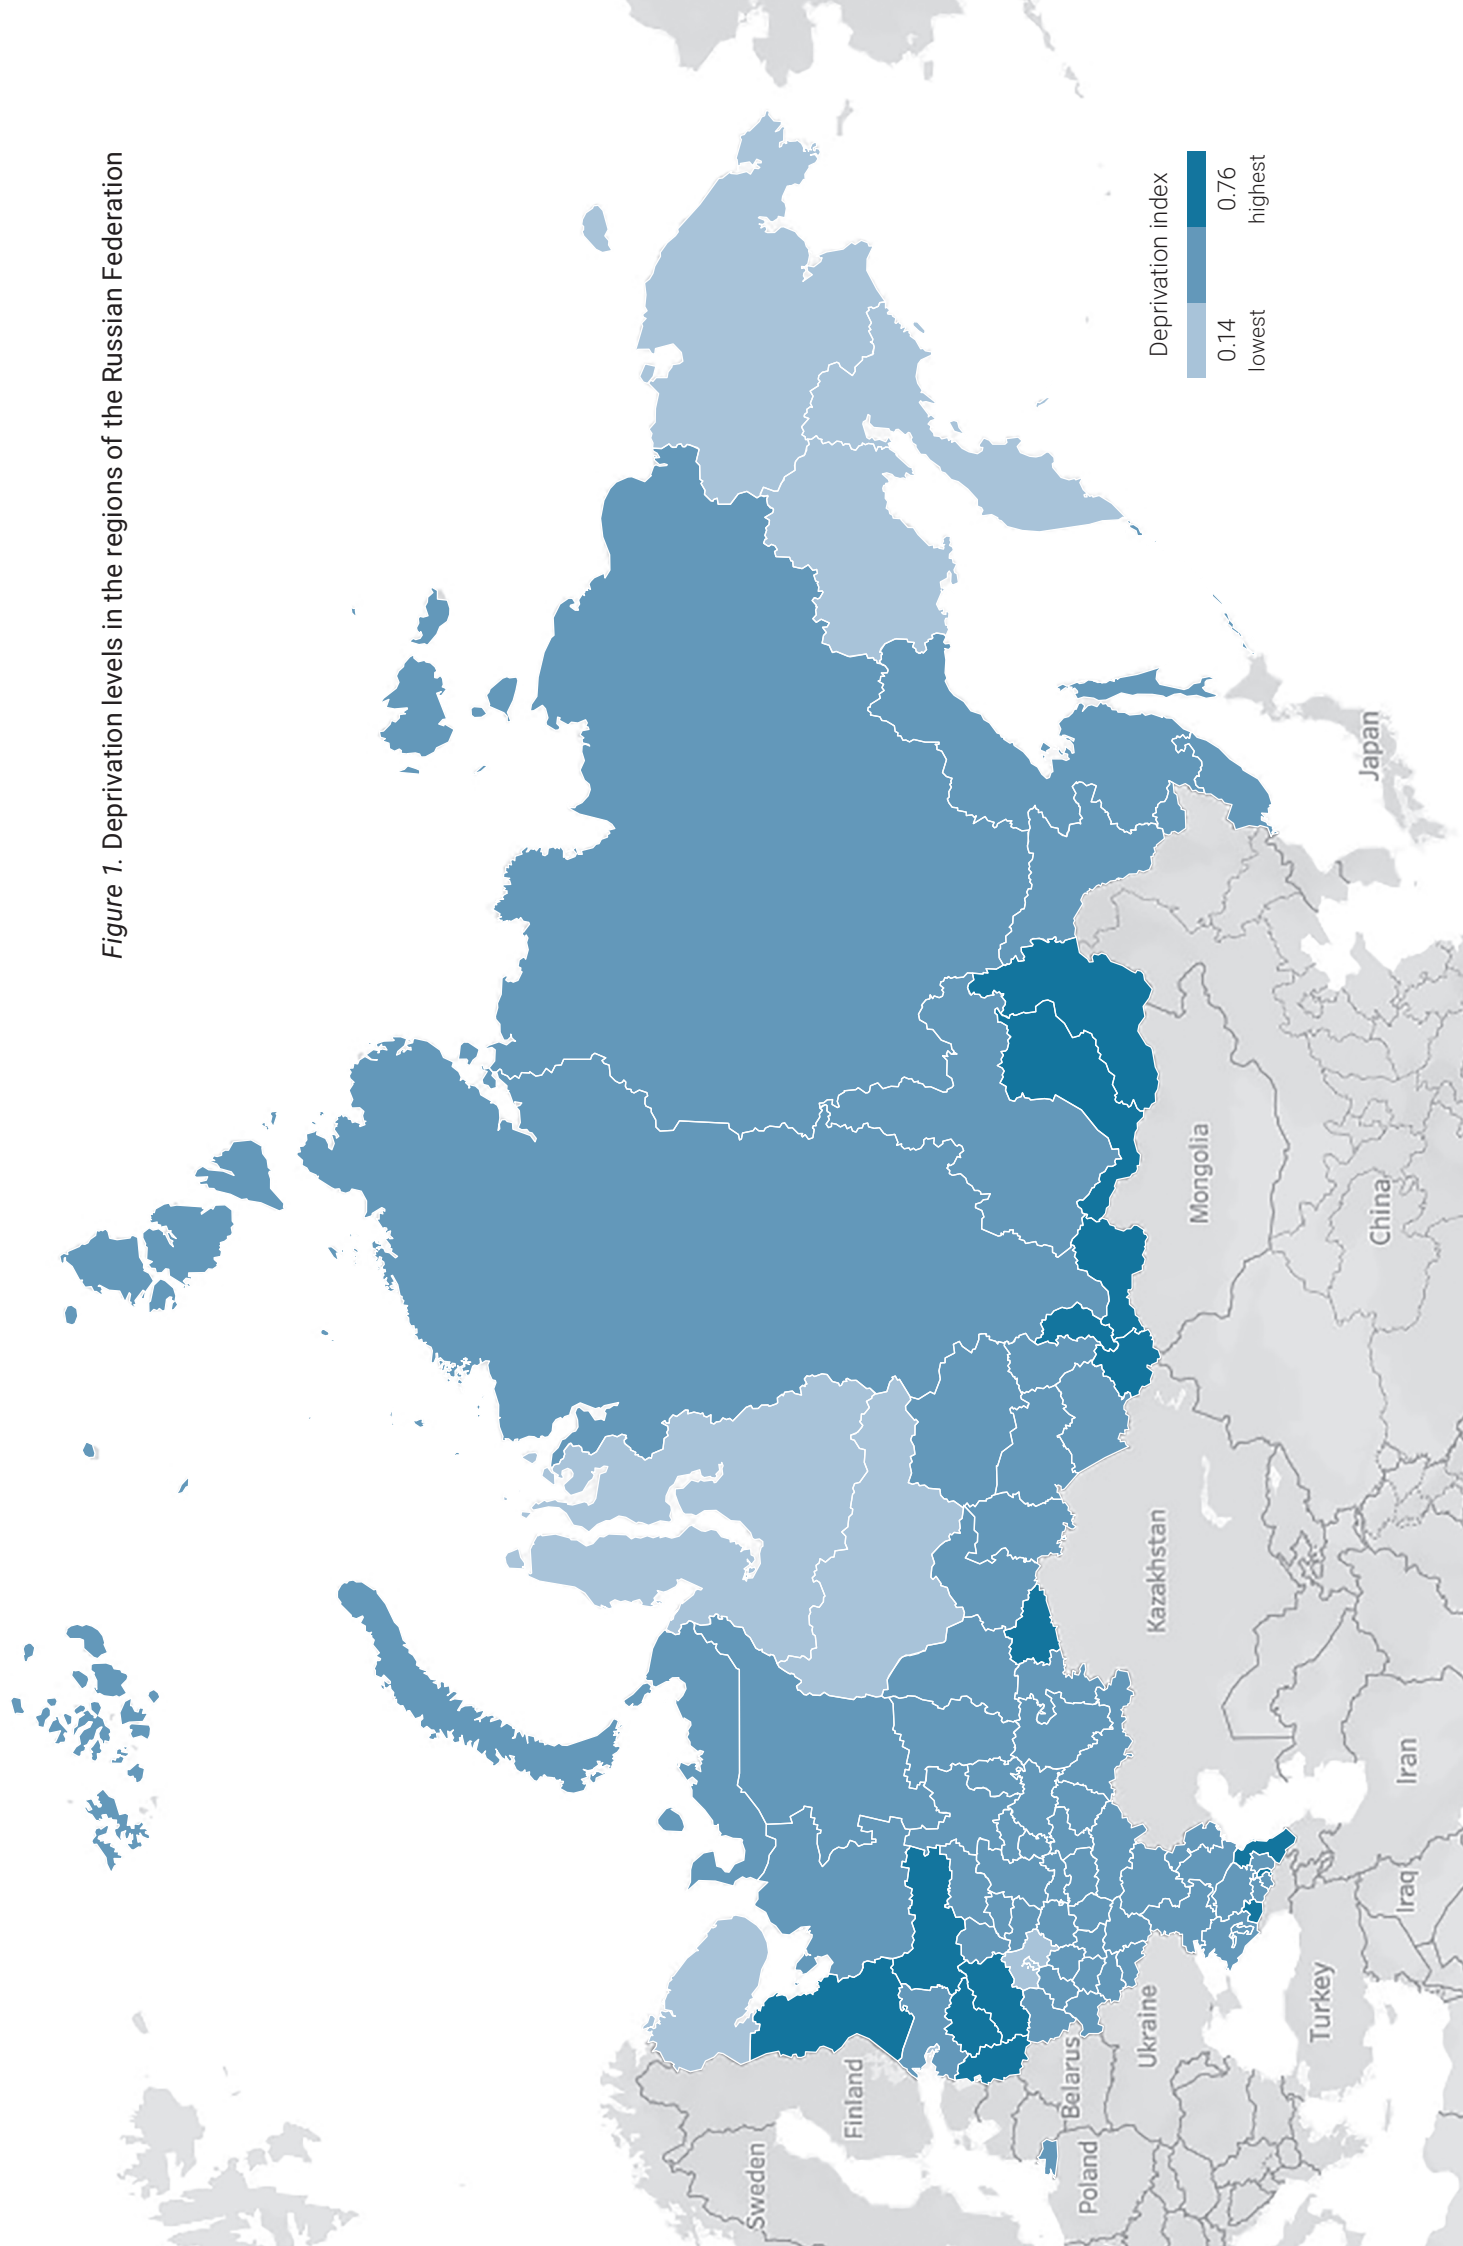 Figure 1. Deprivation levels in the regions of the Russian Federation
Deprivation index
0.14
0.76
lowest
highest
Sweden
Finland
Poland
Belarus
Ukraine
Turkey
Iraq
Iran
Kazakhstan
Mongolia
China
Japan